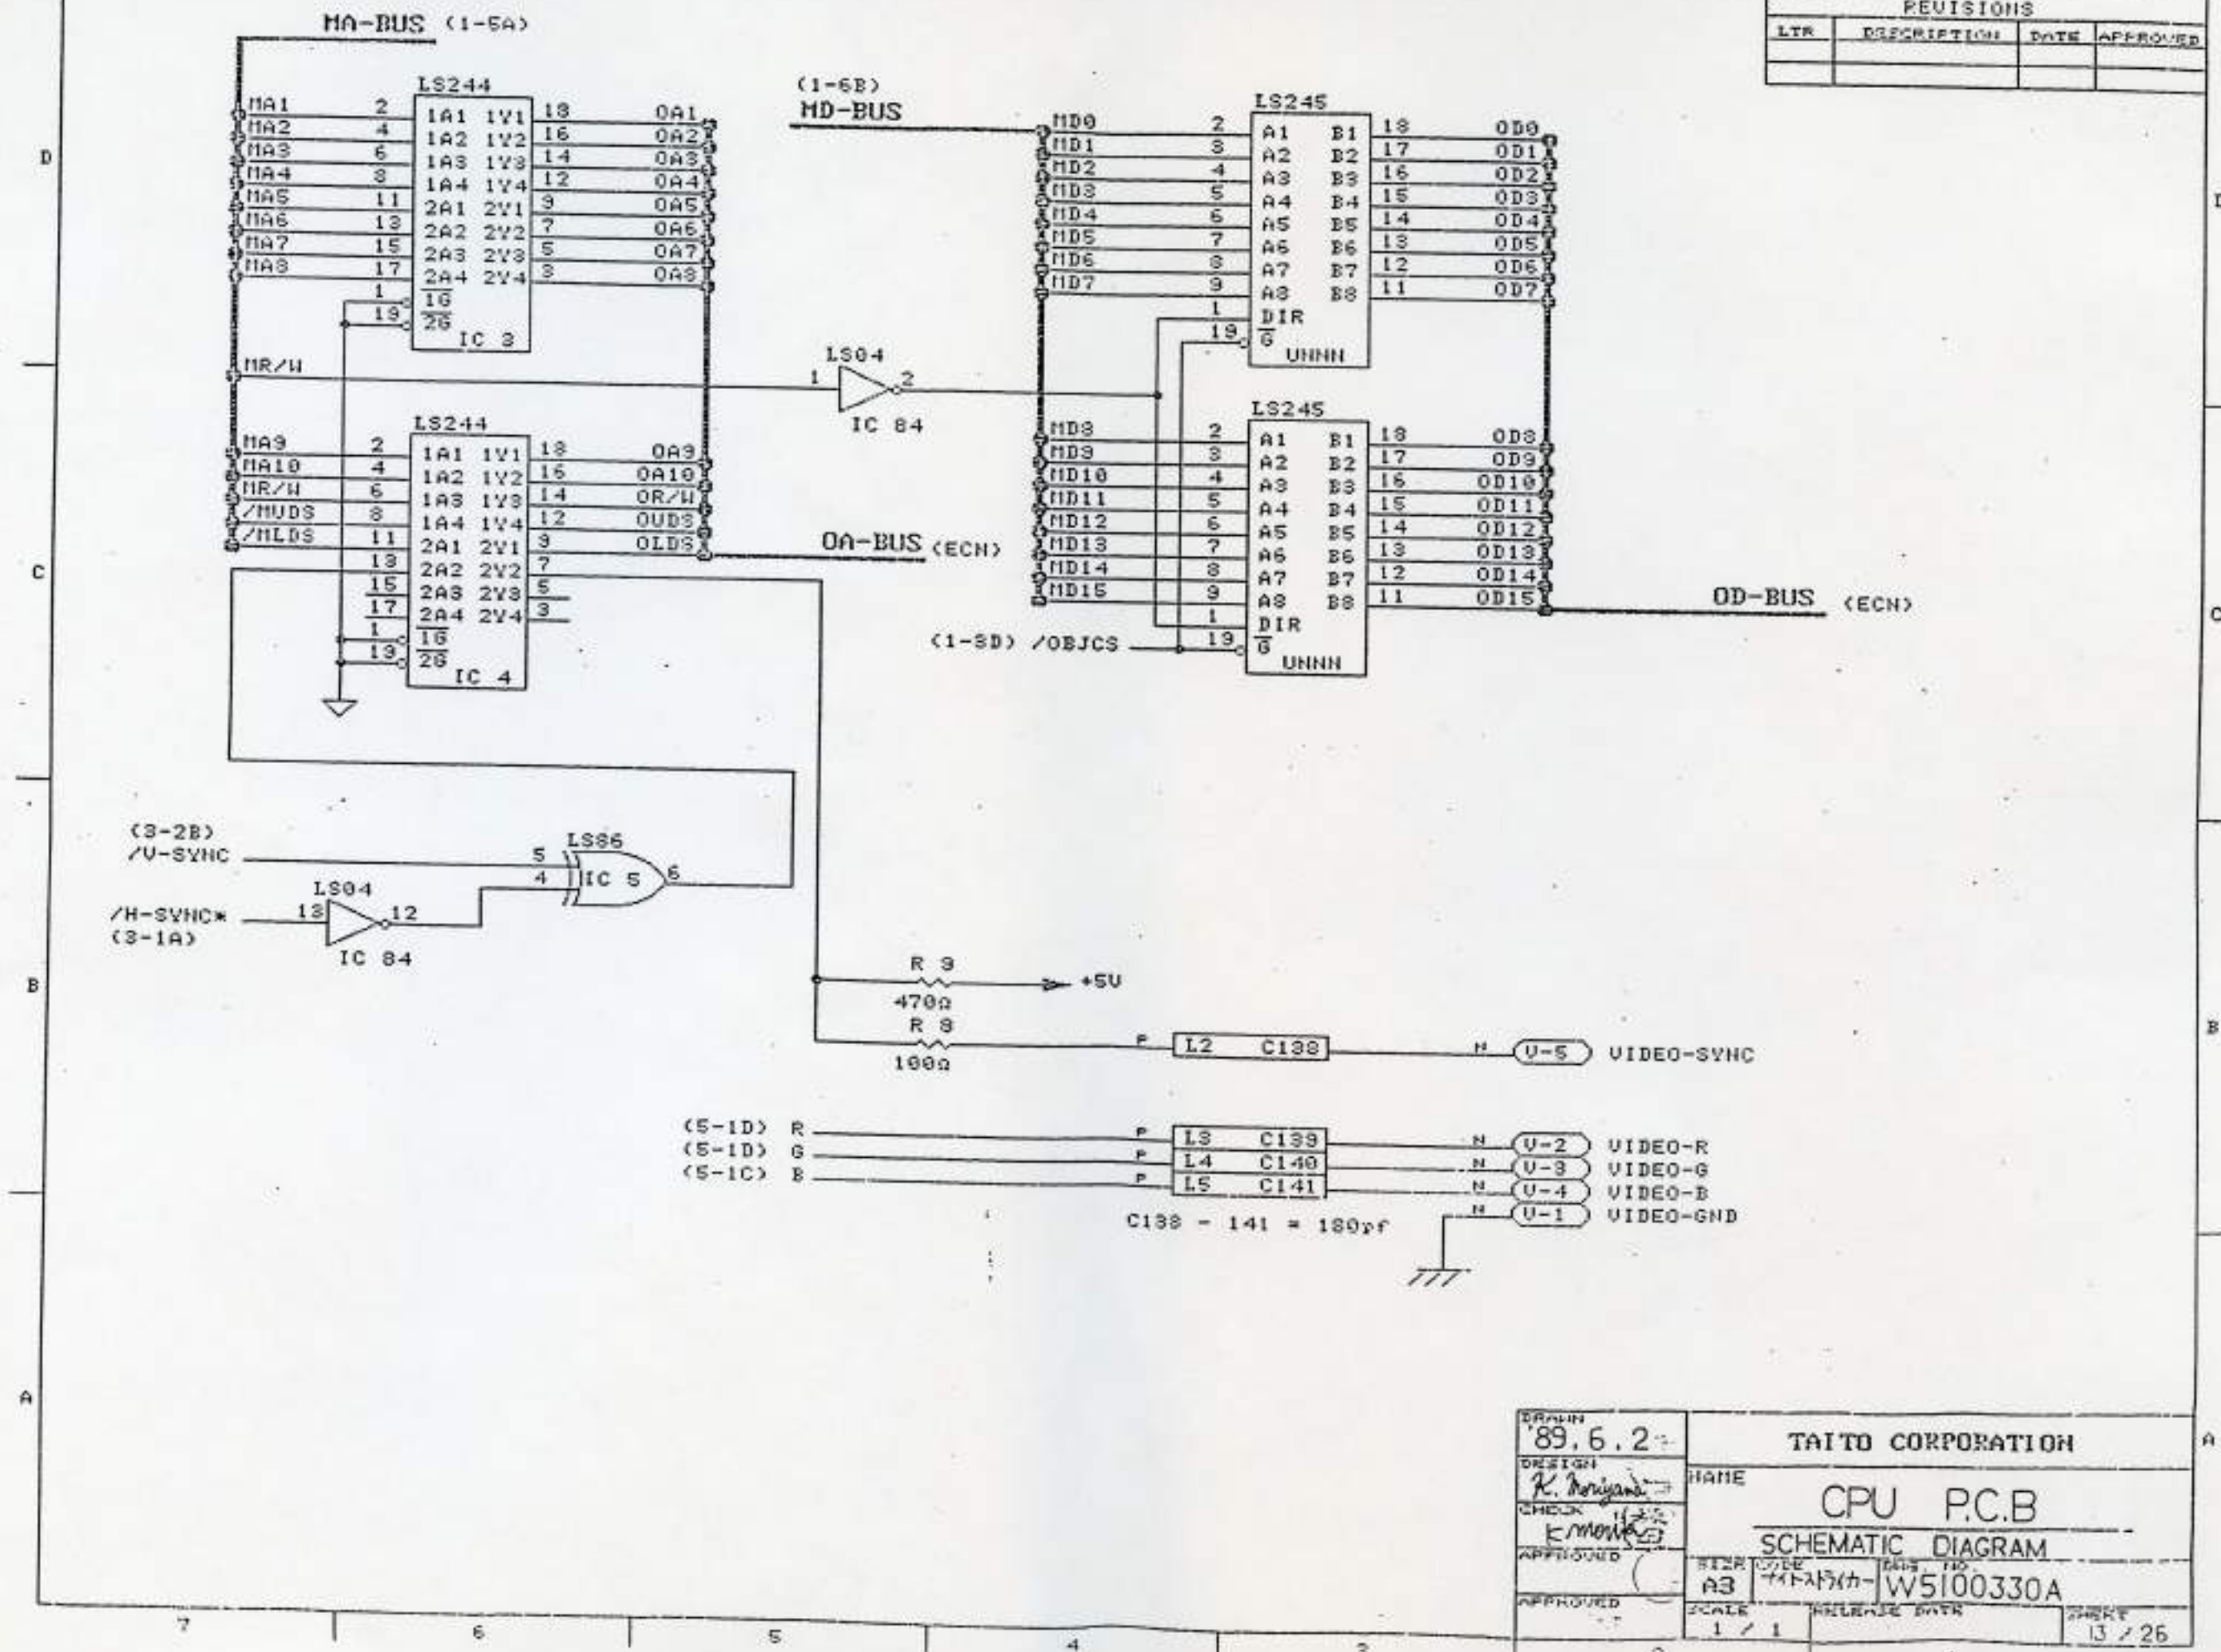 REVISIONS
LTR DESCRIPTION DATE APPROVED
MA-BUS (1-5A)
LS244
MA1 2 1A1 1Y1 18 OA1
MA2 4 1A2 1Y2 16 OA2
MA3 6 1A3 1Y3 14 OA3
MA4 8 1A4 1Y4 12 OA4
MA5 11 2A1 2Y1 9 OA5
MA6 13 2A2 2Y2 7 OA6
MA7 15 2A3 2Y3 5 OA7
MA8 17 2A4 2Y4 3 OA8
1 1G
19 2G
IC 3
MR/W
LS04
1 2
IC 84
LS244
MA9 2 1A1 1Y1 18 OA9
MA10 4 1A2 1Y2 16 OA10
MR/W 6 1A3 1Y3 14 OR/W
/MUDS 8 1A4 1Y4 12 OUDS
/MLDS 11 2A1 2Y1 9 OLDS
13 2A2 2Y2 7
15 2A3 2Y3 5
17 2A4 2Y4 3
1 1G
19 2G
IC 4
OA-BUS (ECN)
(1-6B)
MD-BUS
LS245
MD0 2 A1 B1 18 OD0
MD1 3 A2 B2 17 OD1
MD2 4 A3 B3 16 OD2
MD3 5 A4 B4 15 OD3
MD4 6 A5 B5 14 OD4
MD5 7 A6 B6 13 OD5
MD6 8 A7 B7 12 OD6
MD7 9 A8 B8 11 OD7
1 DIR
19 G
UNNN
LS245
MD8 2 A1 B1 18 OD8
MD9 3 A2 B2 17 OD9
MD10 4 A3 B3 16 OD10
MD11 5 A4 B4 15 OD11
MD12 6 A5 B5 14 OD12
MD13 7 A6 B6 13 OD13
MD14 8 A7 B7 12 OD14
MD15 9 A8 B8 11 OD15
1 DIR
(1-3D) /OBJCS 19 G
UNNN
OD-BUS (ECN)
(3-2B)
/V-SYNC
LS86
5
4 IC 5 6
LS04
/H-SYNC* 13 12
(3-1A)
IC 84
R 9
470Ω
+5V
R 8
100Ω
P L2 C138 N V-5 VIDEO-SYNC
(5-1D) R P L3 C139 N V-2 VIDEO-R
(5-1D) G P L4 C140 N V-3 VIDEO-G
(5-1C) B P L5 C141 N V-4 VIDEO-B
N V-1 VIDEO-GND
C138 - 141 = 180pf
D
C
B
A
D
C
B
A
7 6 5 4 3
DRAWN
'89.6.2
DESIGN
K. Moriyama
CHECK
APPROVED
APPROVED
TAITO CORPORATION
NAME
CPU P.C.B
SCHEMATIC DIAGRAM
SIZE A3
CODE ナイトストライカー
DWG NO. W5100330A
SCALE 1 / 1
RELEASE DATE
SHEET 13 / 26